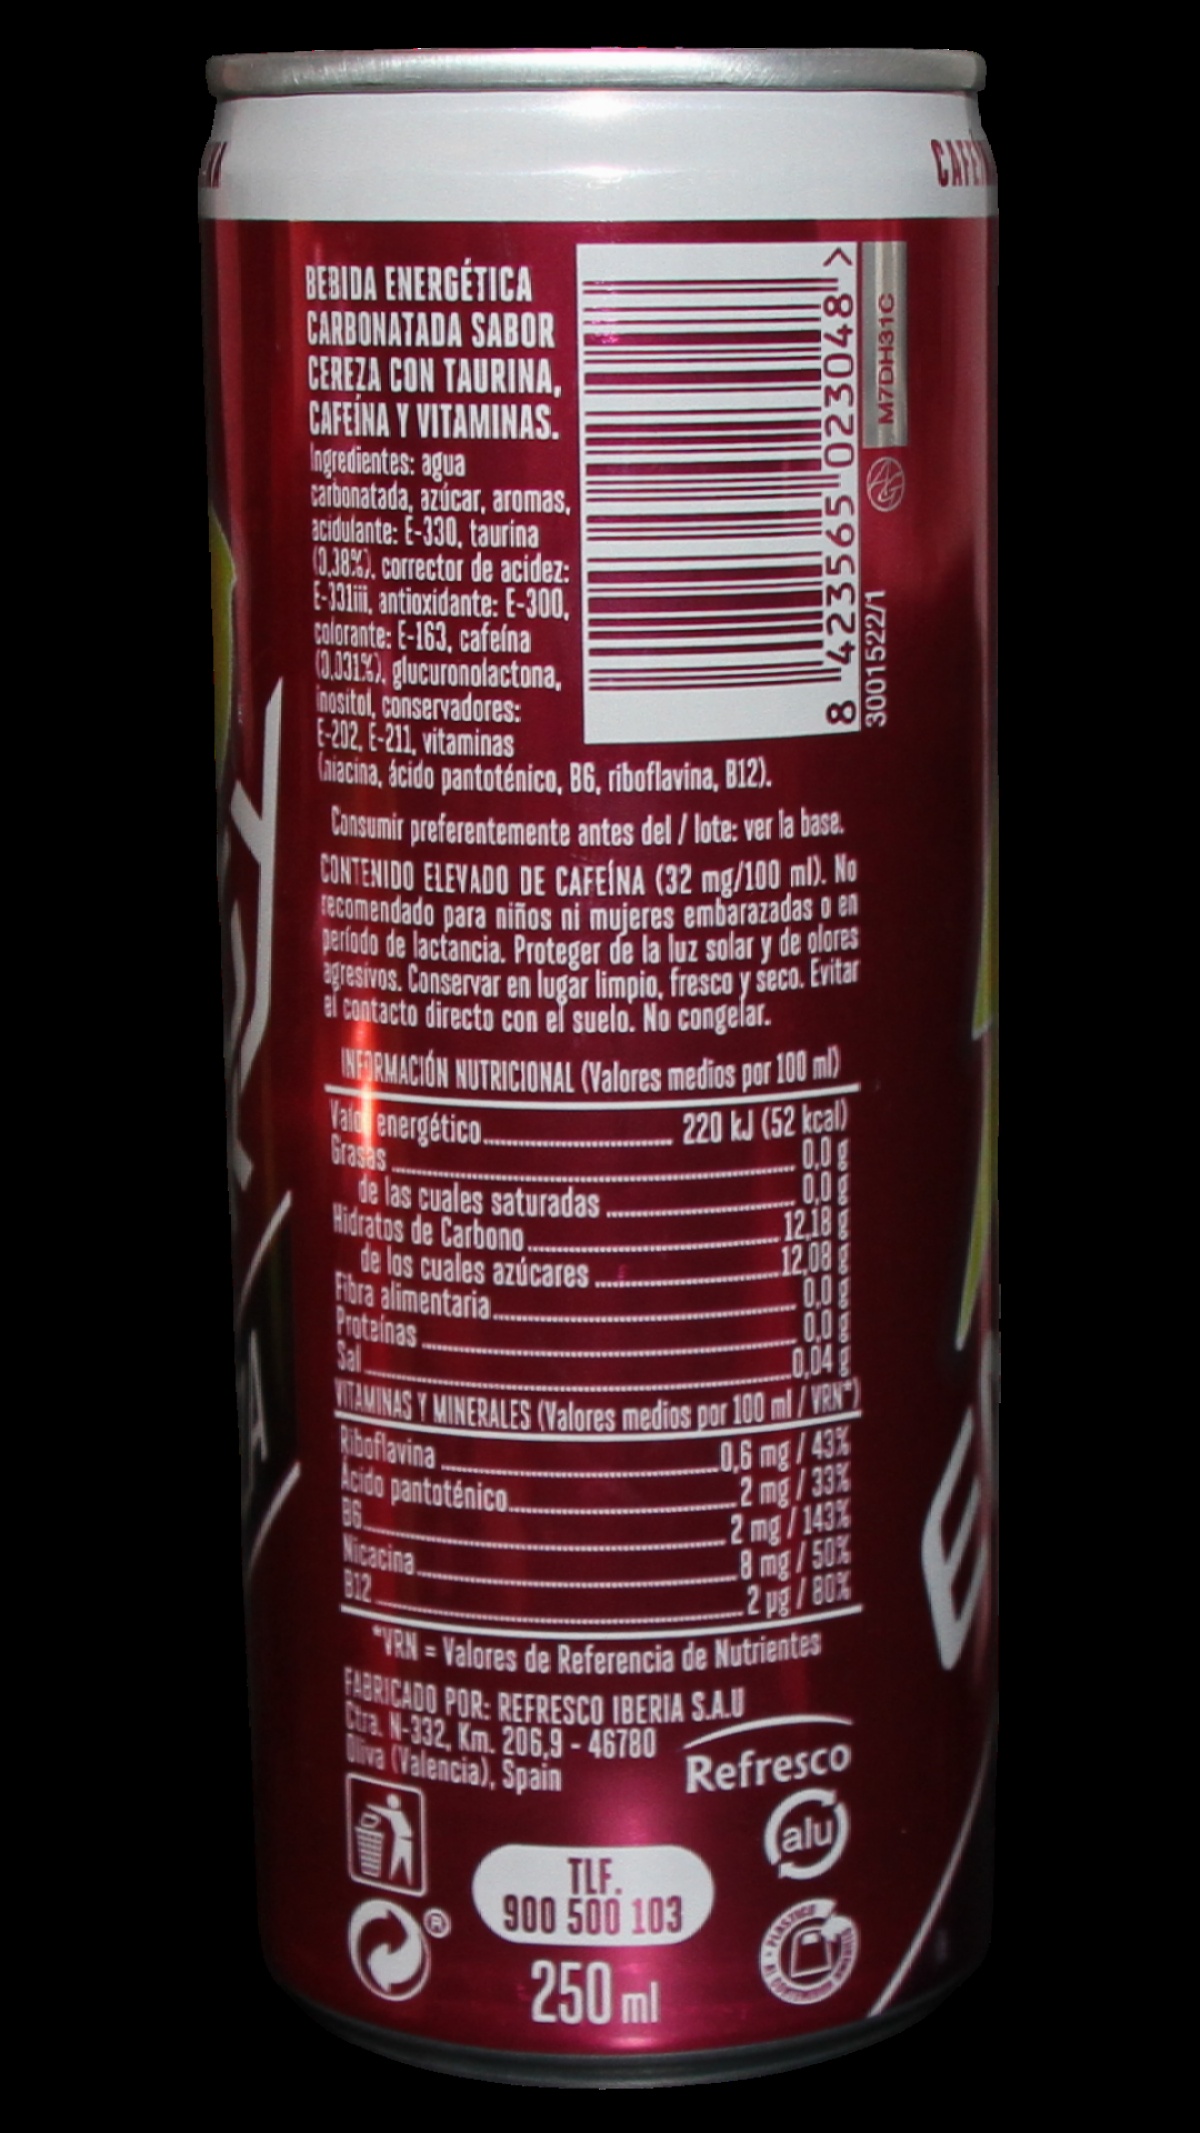 CAFEÍN
BEBIDA ENERGÉTICA
CARBONATADA SABOR
CEREZA CON TAURINA,
CAFEÍNA Y VITAMINAS.
Ingredientes: agua
carbonatada, azúcar, aromas,
acidulante: E-330, taurina
(0,38%), corrector de acidez:
E-331iii, antioxidante: E-300,
colorante: E-163, cafeína
(0,031%), glucuronolactona,
inositol, conservadores:
E-202, E-211, vitaminas
(niacina, ácido pantoténico, B6, riboflavina, B12).
8 423565 023048 >
M7DH31C
AG
3001522/1
Consumir preferentemente antes del / lote: ver la base.
CONTENIDO ELEVADO DE CAFEÍNA (32 mg/100 ml). No
recomendado para niños ni mujeres embarazadas o en
período de lactancia. Proteger de la luz solar y de olores
agresivos. Conservar en lugar limpio, fresco y seco. Evitar
el contacto directo con el suelo. No congelar.
INFORMACIÓN NUTRICIONAL (Valores medios por 100 ml)
Valor energético 220 kJ (52 kcal)
Grasas 0,0 g
de las cuales saturadas 0,0 g
Hidratos de Carbono 12,18 g
de los cuales azúcares 12,08 g
Fibra alimentaria 0,0 g
Proteínas 0,0 g
Sal 0,04 g
VITAMINAS Y MINERALES (Valores medios por 100 ml / VRN*)
Riboflavina 0,6 mg / 43%
Ácido pantoténico 2 mg / 33%
B6 2 mg / 143%
Nicacina 8 mg / 50%
B12 2 µg / 80%
*VRN = Valores de Referencia de Nutrientes
FABRICADO POR: REFRESCO IBERIA S.A.U
Ctra. N-332, Km. 206,9 - 46780
Oliva (Valencia), Spain
Refresco
alu
TLF.
900 500 103
®
PLASTICO
250 ml